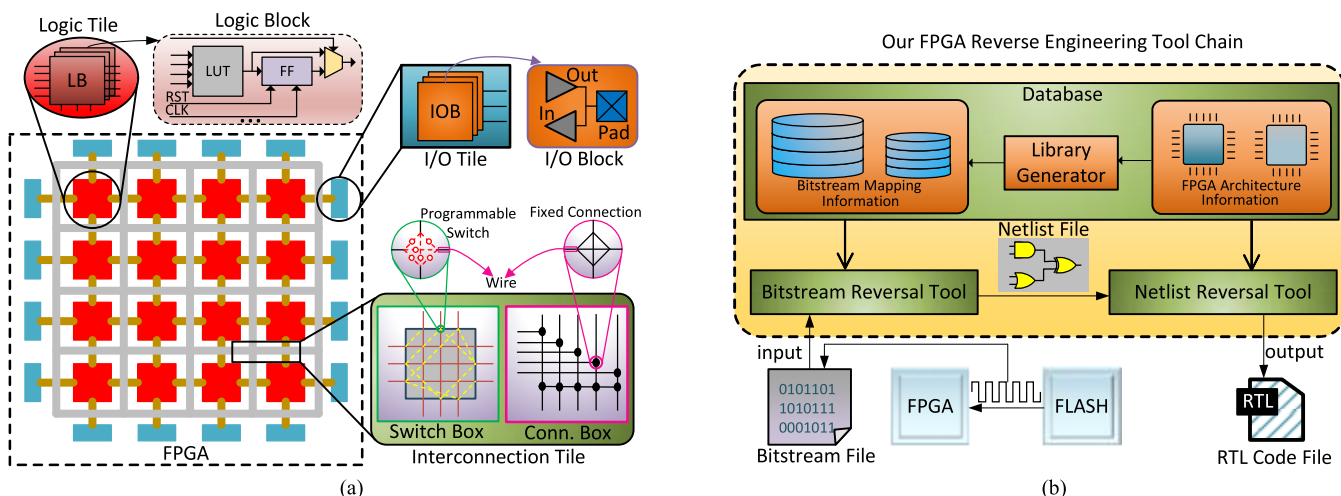 Logic Tile
LB
Logic Block
LUT
FF
RST
CLK
...
IOB
I/O Tile
Out
In
Pad
I/O Block
FPGA
Programmable
Switch
Fixed Connection
Wire
Switch Box
Conn. Box
Interconnection Tile
(a)
Our FPGA Reverse Engineering Tool Chain
Database
Bitstream Mapping
Information
Library
Generator
FPGA Architecture
Information
Netlist File
Bitstream Reversal Tool
Netlist Reversal Tool
input
output
0101101
1010111
0001011
Bitstream File
FPGA
FLASH
RTL
RTL Code File
(b)